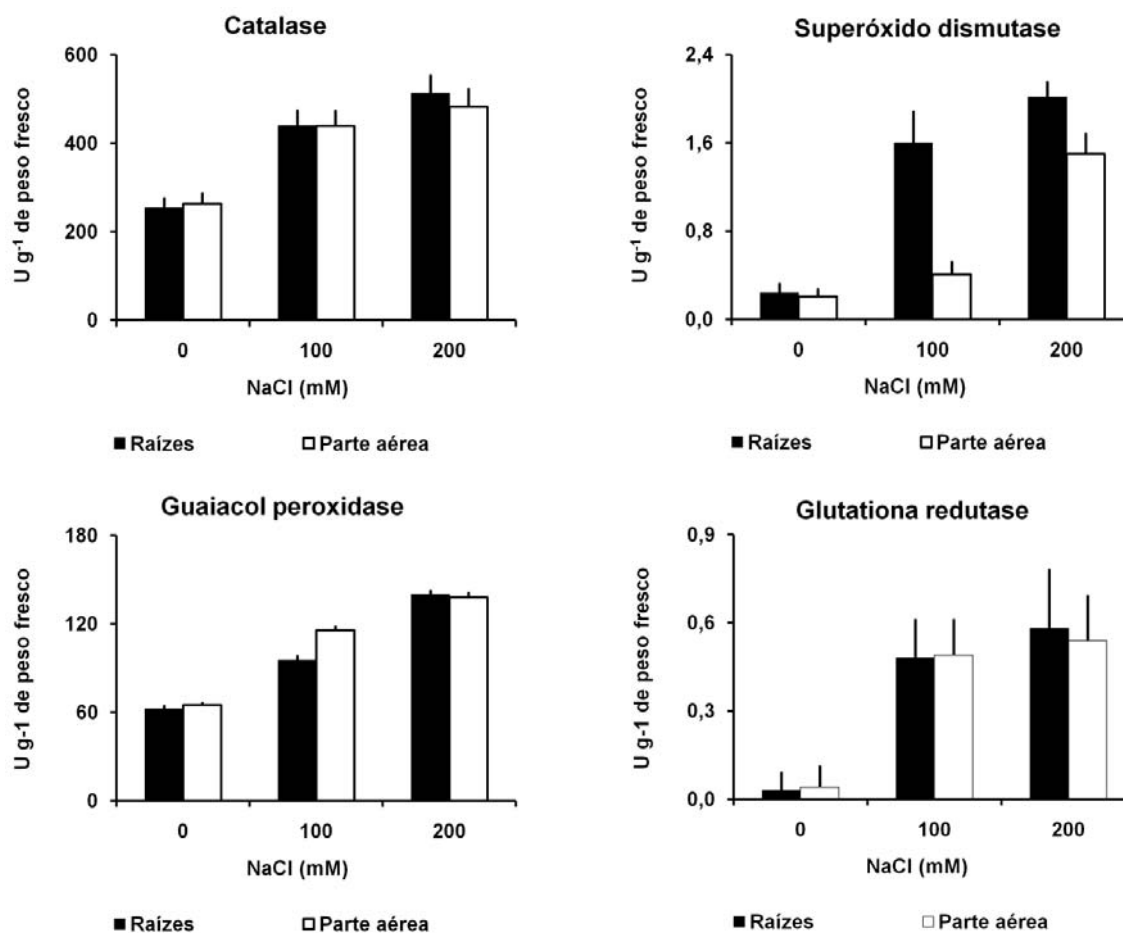 Catalase
600
400
200
0
U g⁻¹ de peso fresco
0 100 200
NaCl (mM)
Raízes Parte aérea
Superóxido dismutase
2,4
1,6
0,8
0,0
U g⁻¹ de peso fresco
0 100 200
NaCl (mM)
Raízes Parte aérea
Guaiacol peroxidase
180
120
60
0
U g-1 de peso fresco
0 100 200
NaCl (mM)
Raízes Parte aérea
Glutationa redutase
0,9
0,6
0,3
0,0
U g-1 de peso fresco
0 100 200
NaCl (mM)
Raízes Parte aérea